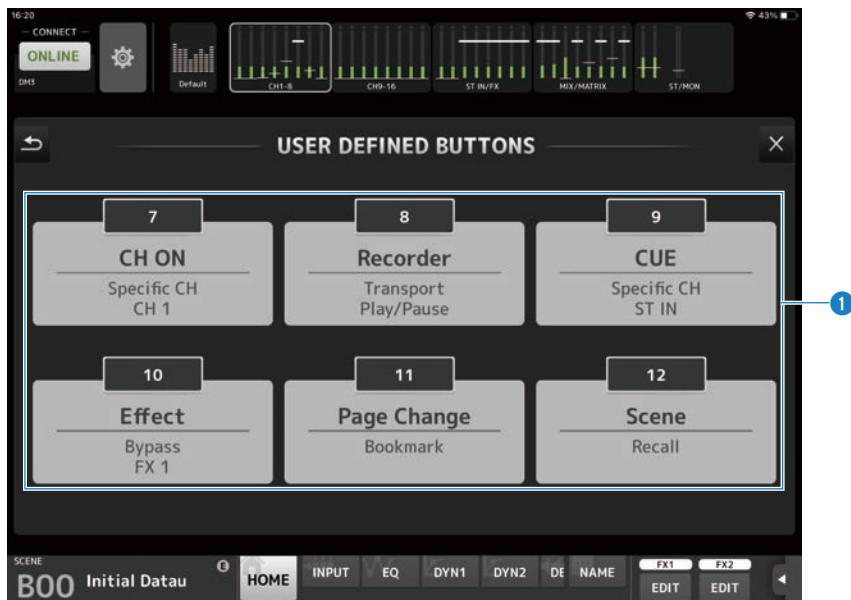 16:20
43%
CONNECT
ONLINE
DM3
Default
CH1-8
CH9-16
ST IN/FX
MIX/MATRIX
ST/MON
USER DEFINED BUTTONS
7
8
9
CH ON
Recorder
CUE
Specific CH
CH 1
Transport
Play/Pause
Specific CH
ST IN
1
10
11
12
Effect
Page Change
Scene
Bypass
FX 1
Bookmark
Recall
SCENE
B00 Initial Datau
E
HOME
INPUT
EQ
DYN1
DYN2
DE
NAME
FX1
EDIT
FX2
EDIT